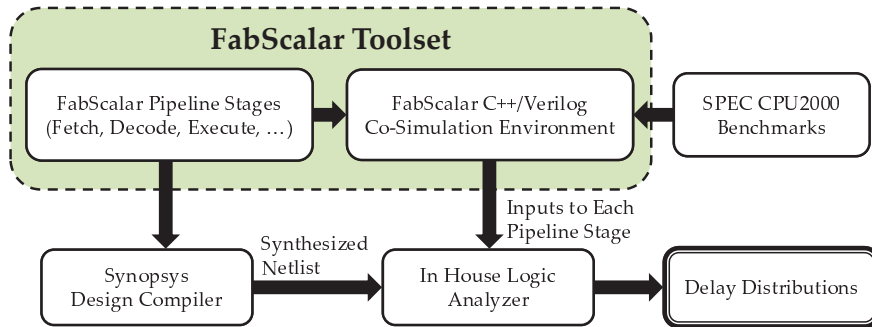 FabScalar Toolset
FabScalar Pipeline Stages
(Fetch, Decode, Execute, …)
FabScalar C++/Verilog
Co-Simulation Environment
SPEC CPU2000
Benchmarks
Inputs to Each
Pipeline Stage
Synthesized
Netlist
Synopsys
Design Compiler
In House Logic
Analyzer
Delay Distributions